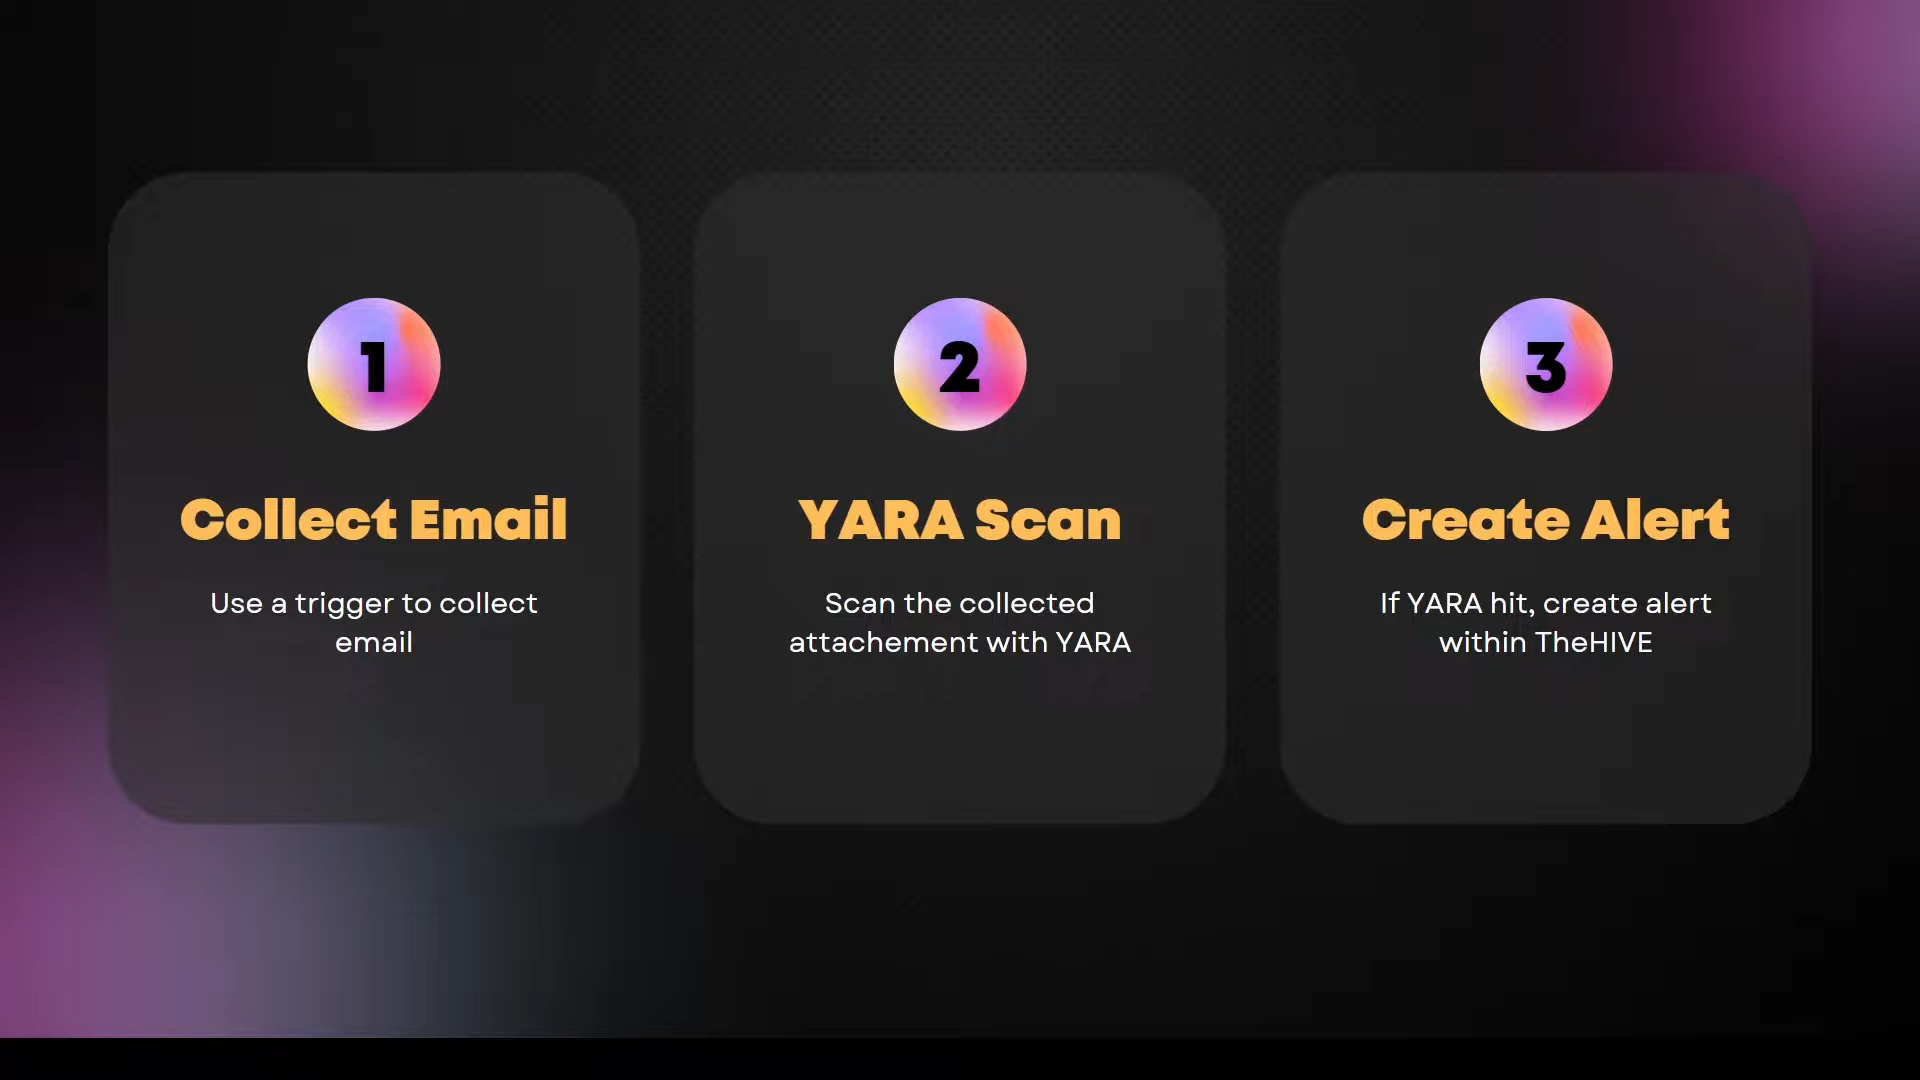 1
Collect Email
Use a trigger to collect
email
2
YARA Scan
Scan the collected
attachement with YARA
3
Create Alert
If YARA hit, create alert
within TheHIVE